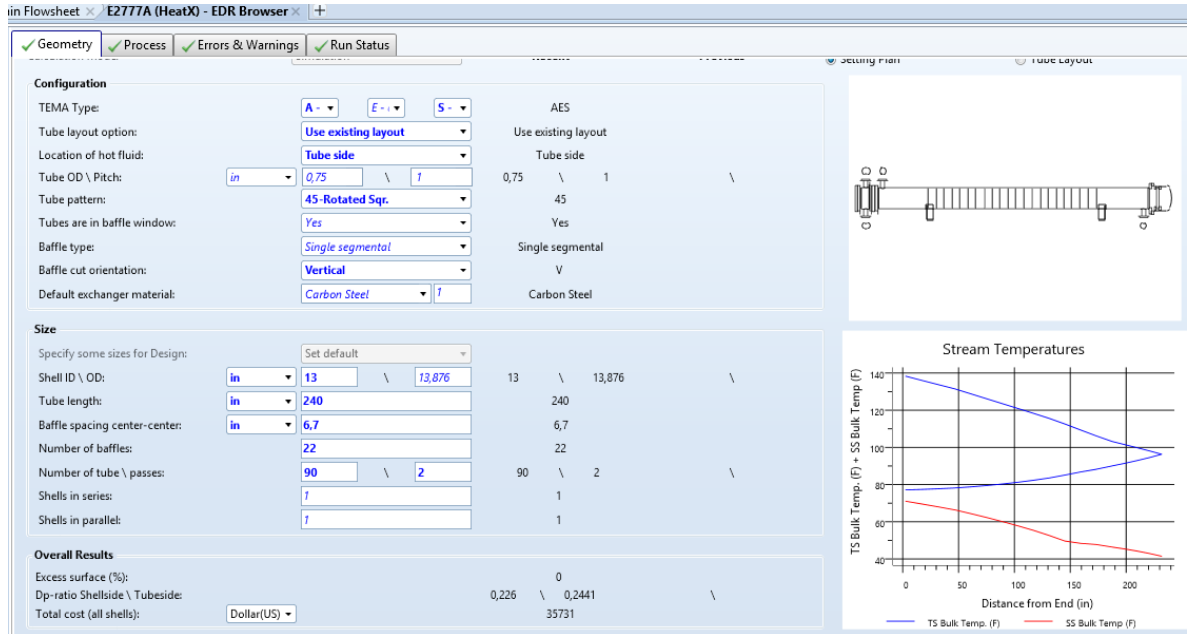 in Flowsheet × E2777A (HeatX) - EDR Browser × +
Geometry Process Errors & Warnings Run Status
Setting Plan Tube Layout
Configuration
TEMA Type: A - E - S - AES
Tube layout option: Use existing layout Use existing layout
Location of hot fluid: Tube side Tube side
Tube OD \ Pitch: in 0,75 \ 1 0,75 \ 1 \
Tube pattern: 45-Rotated Sqr. 45
Tubes are in baffle window: Yes Yes
Baffle type: Single segmental Single segmental
Baffle cut orientation: Vertical V
Default exchanger material: Carbon Steel 1 Carbon Steel
Size
Specify some sizes for Design: Set default
Shell ID \ OD: in 13 \ 13,876 13 \ 13,876 \
Tube length: in 240 240
Baffle spacing center-center: in 6,7 6,7
Number of baffles: 22 22
Number of tube \ passes: 90 \ 2 90 \ 2 \
Shells in series: 1 1
Shells in parallel: 1 1
Overall Results
Excess surface (%): 0
Dp-ratio Shellside \ Tubeside: 0,226 \ 0,2441 \
Total cost (all shells): Dollar(US) 35731
Stream Temperatures
TS Bulk Temp. (F) + SS Bulk Temp (F)
140
120
100
80
60
40
0 50 100 150 200
Distance from End (in)
TS Bulk Temp. (F) SS Bulk Temp (F)